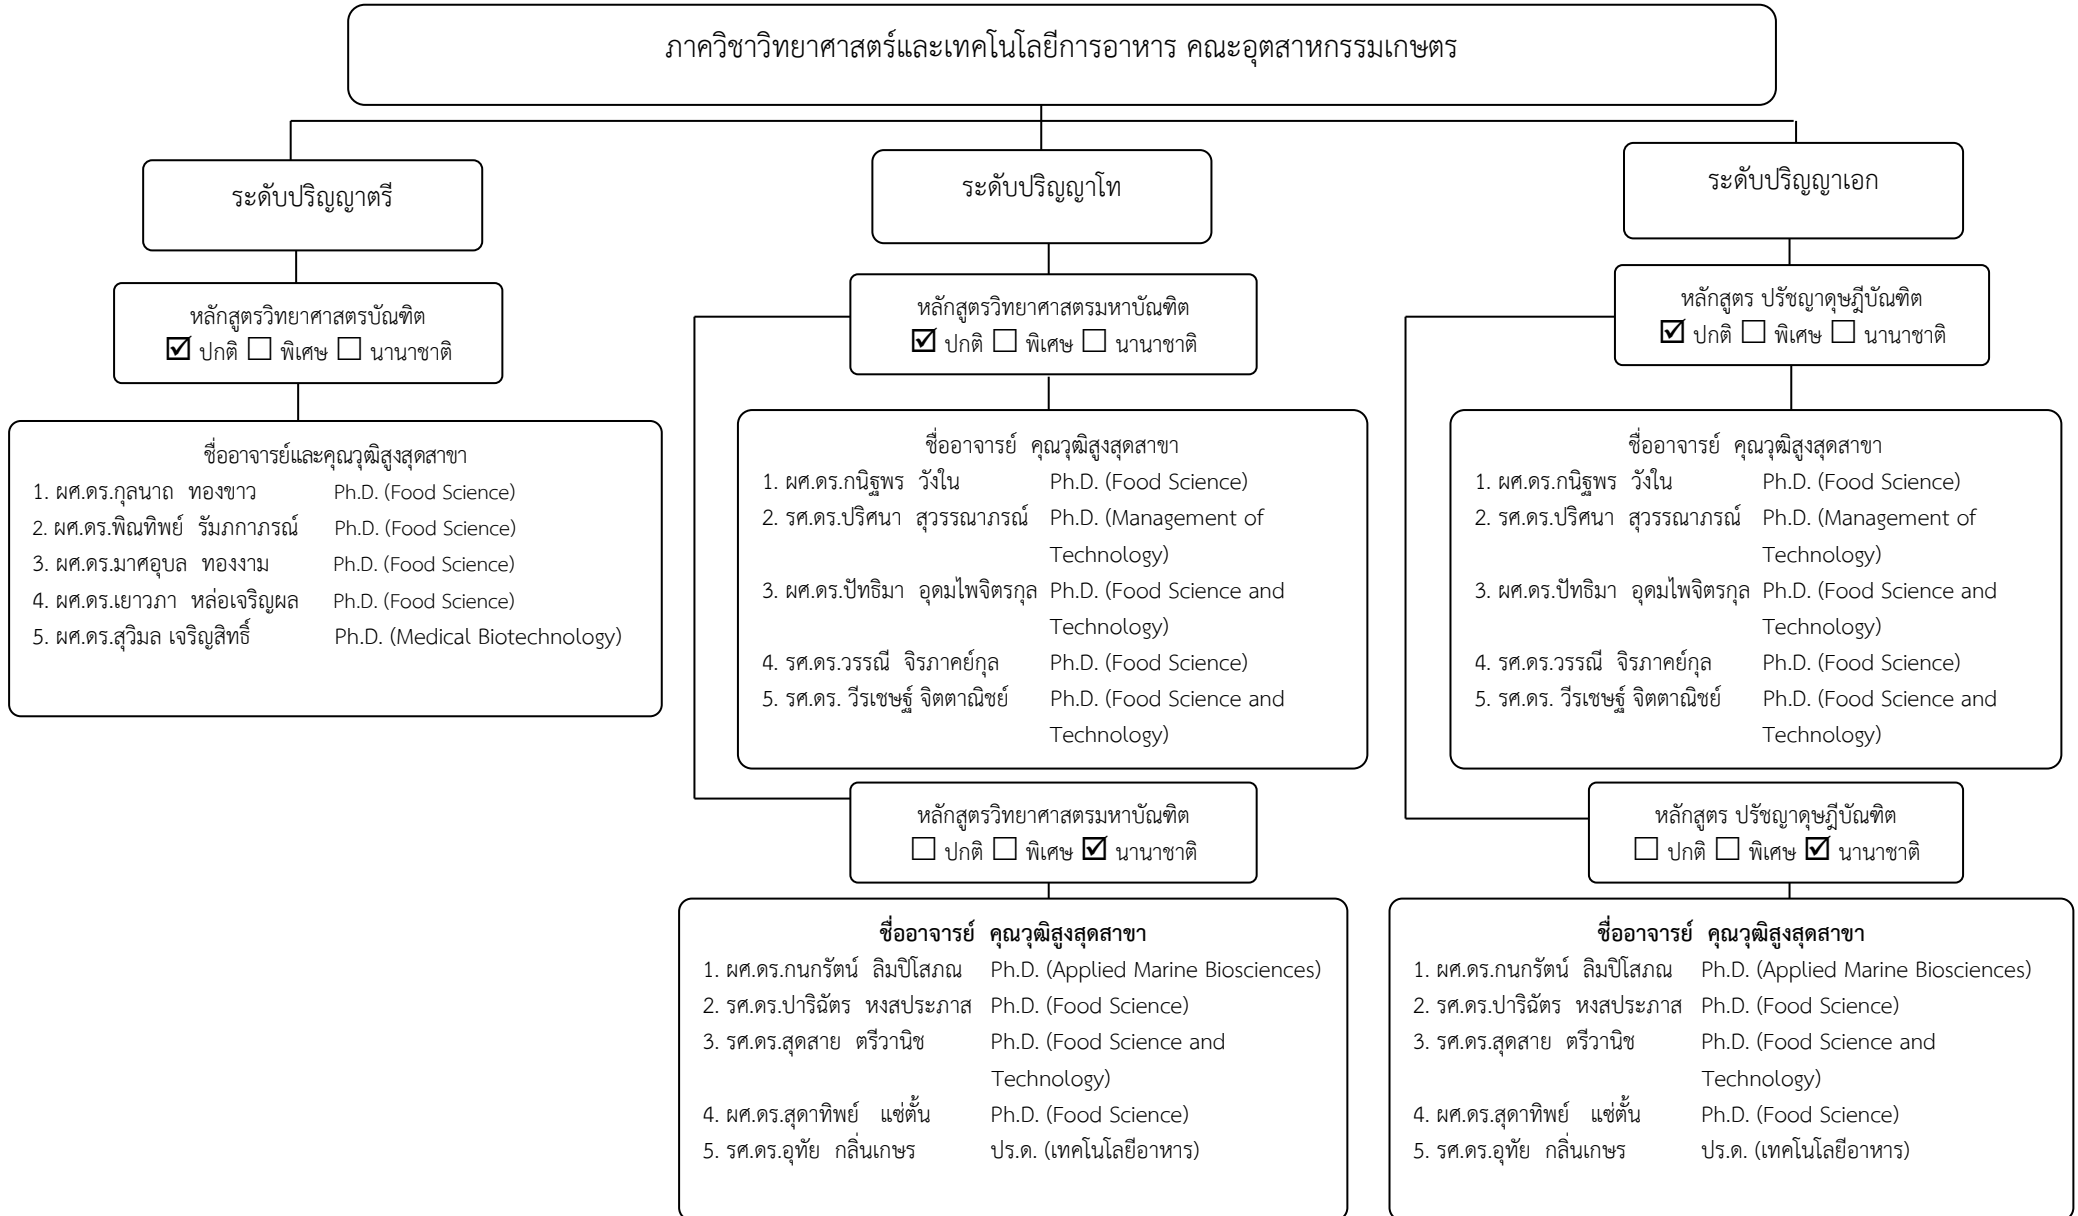 ภาควิชาวิทยาศาสตร์และเทคโนโลยีการอาหาร คณะอุตสาหกรรมเกษตร
ระดับปริญญาตรี
หลักสูตรวิทยาศาสตรบัณฑิต
☑ ปกติ ☐ พิเศษ ☐ นานาชาติ
ชื่ออาจารย์และคุณวุฒิสูงสุดสาขา
1. ผศ.ดร.กุลนาถ ทองขาว Ph.D. (Food Science)
2. ผศ.ดร.พิณทิพย์ รัมภกาภรณ์ Ph.D. (Food Science)
3. ผศ.ดร.มาศอุบล ทองงาม Ph.D. (Food Science)
4. ผศ.ดร.เยาวภา หล่อเจริญผล Ph.D. (Food Science)
5. ผศ.ดร.สุวิมล เจริญสิทธิ์ Ph.D. (Medical Biotechnology)
ระดับปริญญาโท
หลักสูตรวิทยาศาสตรมหาบัณฑิต
☑ ปกติ ☐ พิเศษ ☐ นานาชาติ
ชื่ออาจารย์ คุณวุฒิสูงสุดสาขา
1. ผศ.ดร.กนิฐพร วังใน Ph.D. (Food Science)
2. รศ.ดร.ปริศนา สุวรรณาภรณ์ Ph.D. (Management of
Technology)
3. ผศ.ดร.ปัทธิมา อุดมไพจิตรกุล Ph.D. (Food Science and
Technology)
4. รศ.ดร.วรรณี จิรภาคย์กุล Ph.D. (Food Science)
5. รศ.ดร. วีรเชษฐ์ จิตตาณิชย์ Ph.D. (Food Science and
Technology)
หลักสูตรวิทยาศาสตรมหาบัณฑิต
☐ ปกติ ☐ พิเศษ ☑ นานาชาติ
ชื่ออาจารย์ คุณวุฒิสูงสุดสาขา
1. ผศ.ดร.กนกรัตน์ ลิมปิโสภณ Ph.D. (Applied Marine Biosciences)
2. รศ.ดร.ปาริฉัตร หงสประภาส Ph.D. (Food Science)
3. รศ.ดร.สุดสาย ตรีวานิช Ph.D. (Food Science and
Technology)
4. ผศ.ดร.สุดาทิพย์ แซ่ตั้น Ph.D. (Food Science)
5. รศ.ดร.อุทัย กลิ่นเกษร ปร.ด. (เทคโนโลยีอาหาร)
ระดับปริญญาเอก
หลักสูตร ปรัชญาดุษฎีบัณฑิต
☑ ปกติ ☐ พิเศษ ☐ นานาชาติ
ชื่ออาจารย์ คุณวุฒิสูงสุดสาขา
1. ผศ.ดร.กนิฐพร วังใน Ph.D. (Food Science)
2. รศ.ดร.ปริศนา สุวรรณาภรณ์ Ph.D. (Management of
Technology)
3. ผศ.ดร.ปัทธิมา อุดมไพจิตรกุล Ph.D. (Food Science and
Technology)
4. รศ.ดร.วรรณี จิรภาคย์กุล Ph.D. (Food Science)
5. รศ.ดร. วีรเชษฐ์ จิตตาณิชย์ Ph.D. (Food Science and
Technology)
หลักสูตร ปรัชญาดุษฎีบัณฑิต
☐ ปกติ ☐ พิเศษ ☑ นานาชาติ
ชื่ออาจารย์ คุณวุฒิสูงสุดสาขา
1. ผศ.ดร.กนกรัตน์ ลิมปิโสภณ Ph.D. (Applied Marine Biosciences)
2. รศ.ดร.ปาริฉัตร หงสประภาส Ph.D. (Food Science)
3. รศ.ดร.สุดสาย ตรีวานิช Ph.D. (Food Science and
Technology)
4. ผศ.ดร.สุดาทิพย์ แซ่ตั้น Ph.D. (Food Science)
5. รศ.ดร.อุทัย กลิ่นเกษร ปร.ด. (เทคโนโลยีอาหาร)